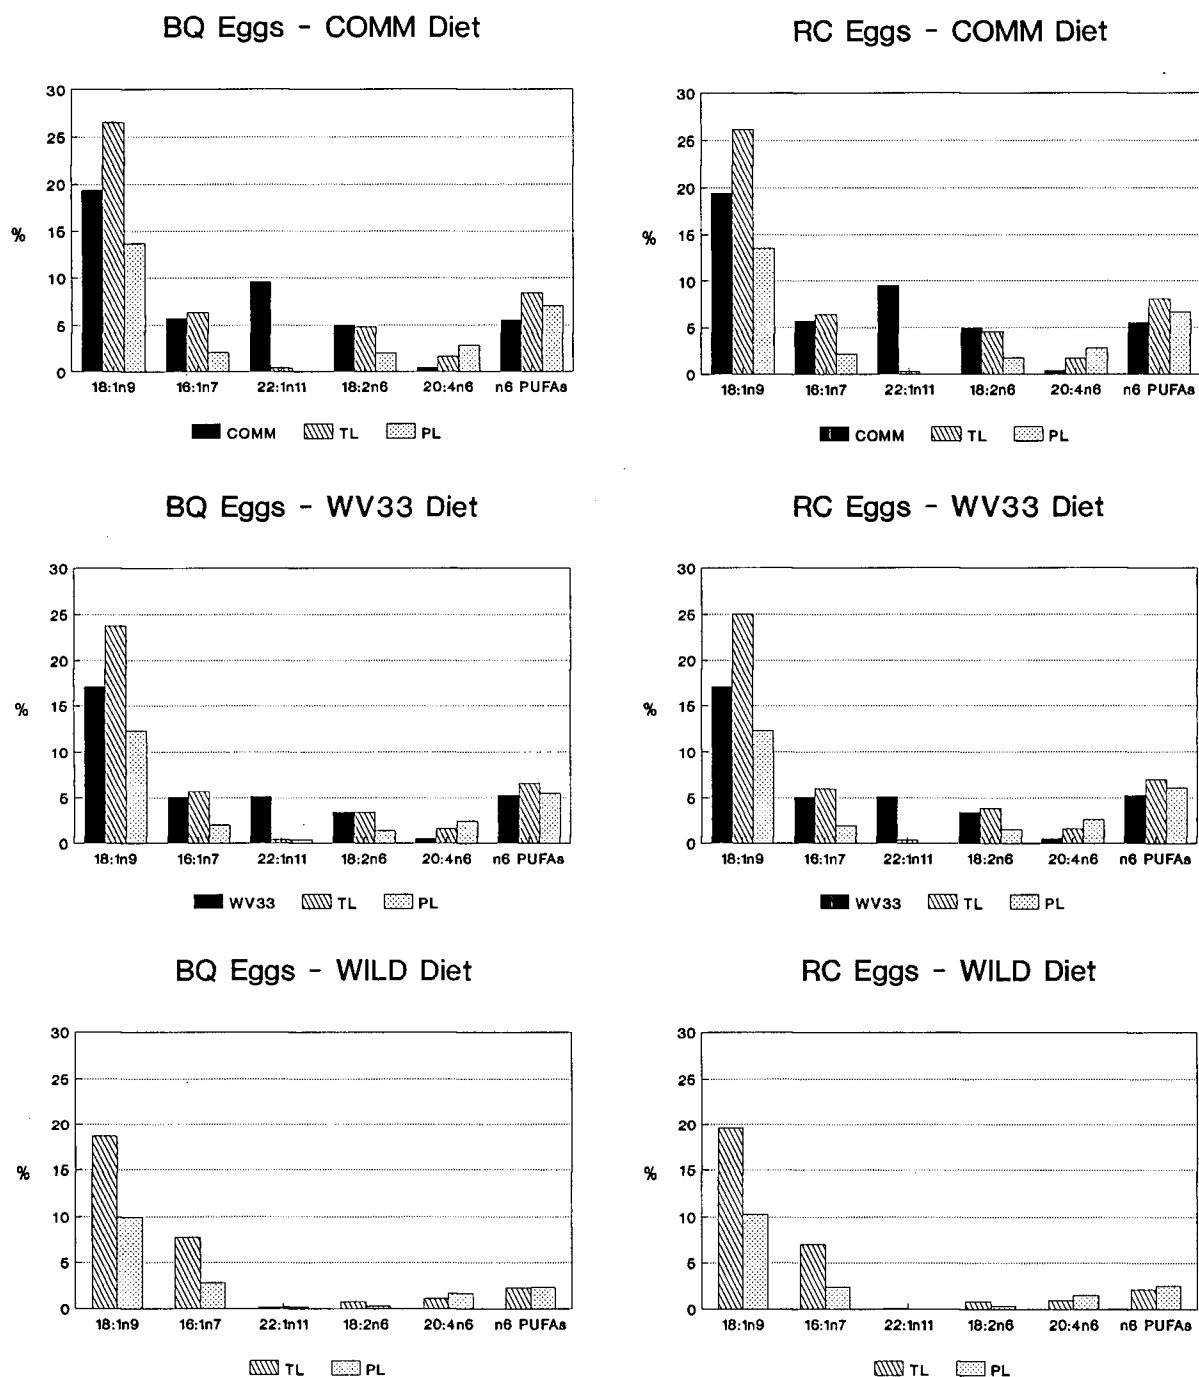 BQ Eggs - COMM Diet
30
25
20
15
10
5
0
%
18:1n9 16:1n7 22:1n11 18:2n6 20:4n6 n6 PUFAs
COMM TL PL
RC Eggs - COMM Diet
30
25
20
15
10
5
0
%
18:1n9 16:1n7 22:1n11 18:2n6 20:4n6 n6 PUFAs
COMM TL PL
BQ Eggs - WV33 Diet
30
25
20
15
10
5
0
%
18:1n9 16:1n7 22:1n11 18:2n6 20:4n6 n6 PUFAs
WV33 TL PL
RC Eggs - WV33 Diet
30
25
20
15
10
5
0
%
18:1n9 16:1n7 22:1n11 18:2n6 20:4n6 n6 PUFAs
WV33 TL PL
BQ Eggs - WILD Diet
30
25
20
15
10
5
0
%
18:1n9 16:1n7 22:1n11 18:2n6 20:4n6 n6 PUFAs
TL PL
RC Eggs - WILD Diet
30
25
20
15
10
5
0
%
18:1n9 16:1n7 22:1n11 18:2n6 20:4n6 n6 PUFAs
TL PL